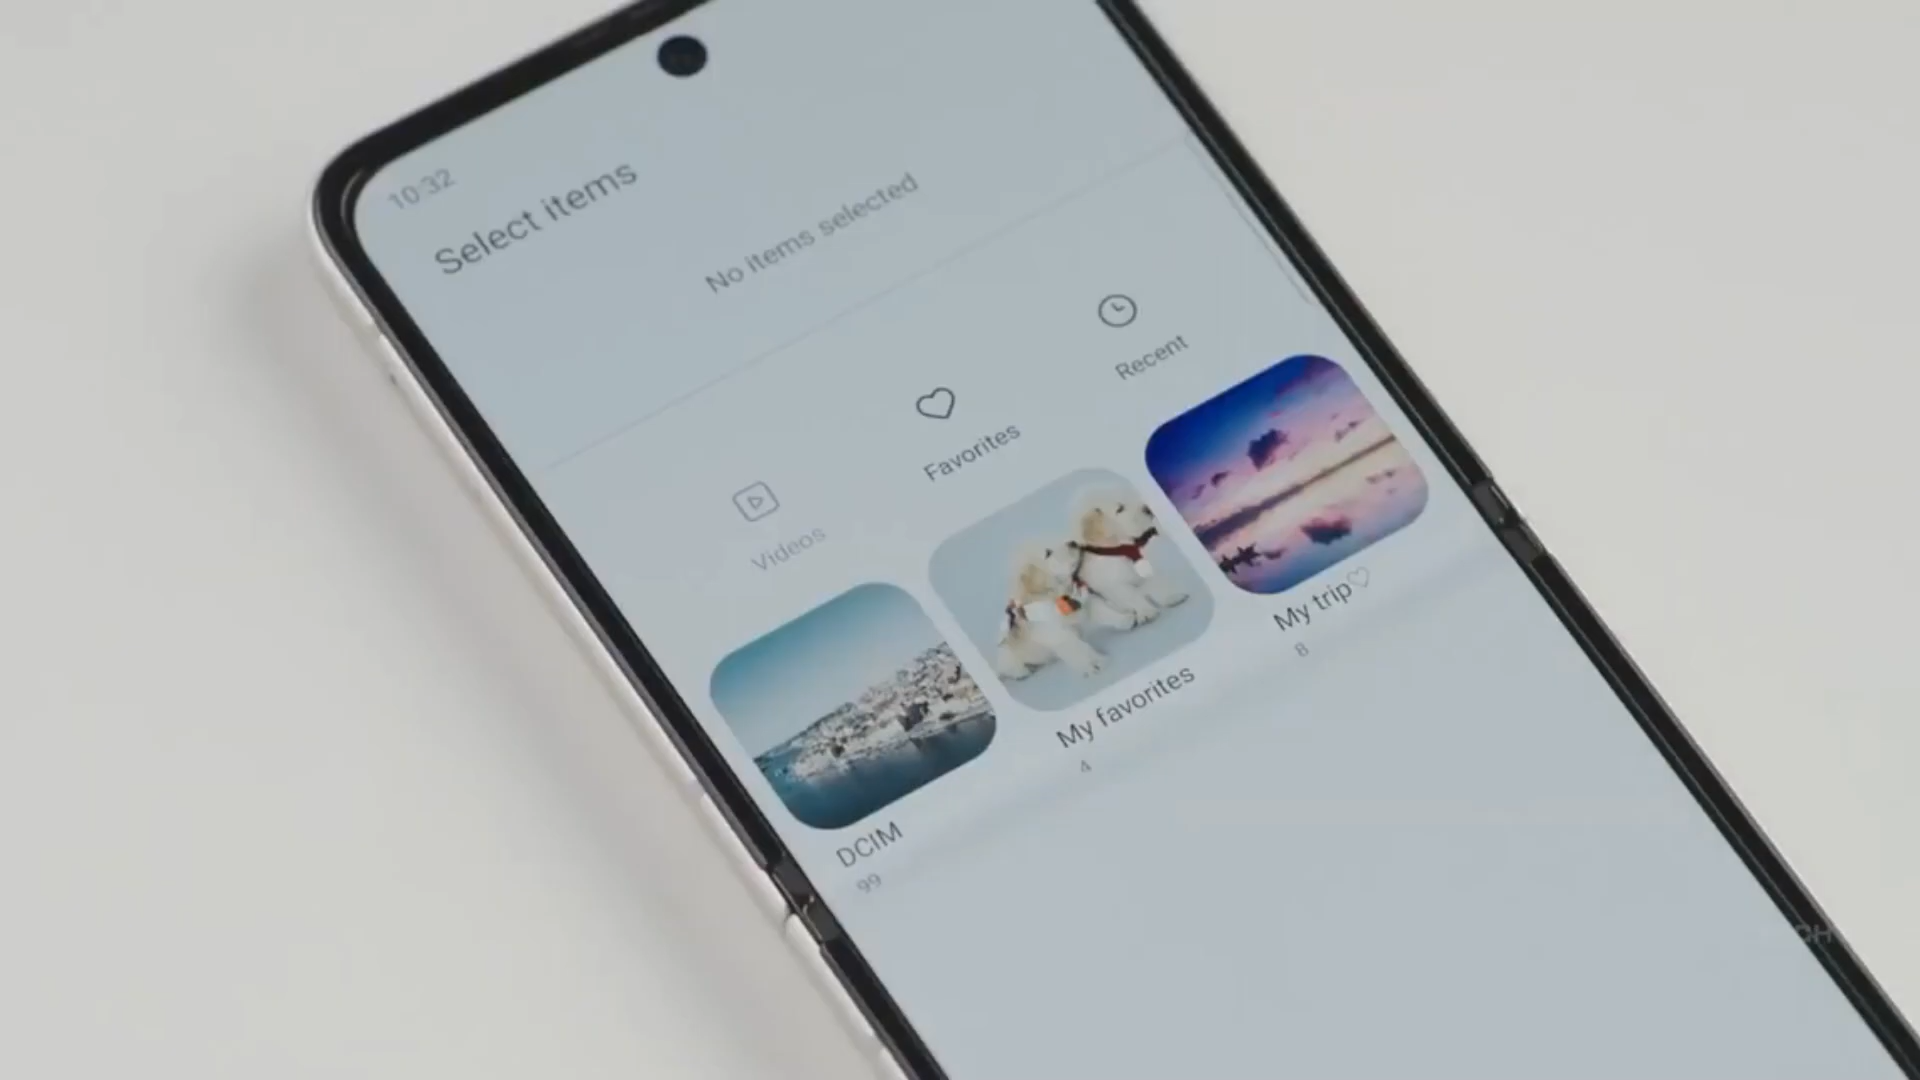 10:32
Select items
No items selected
Videos
Favorites
Recent
DCIM
99
My favorites
4
My trip♡
8